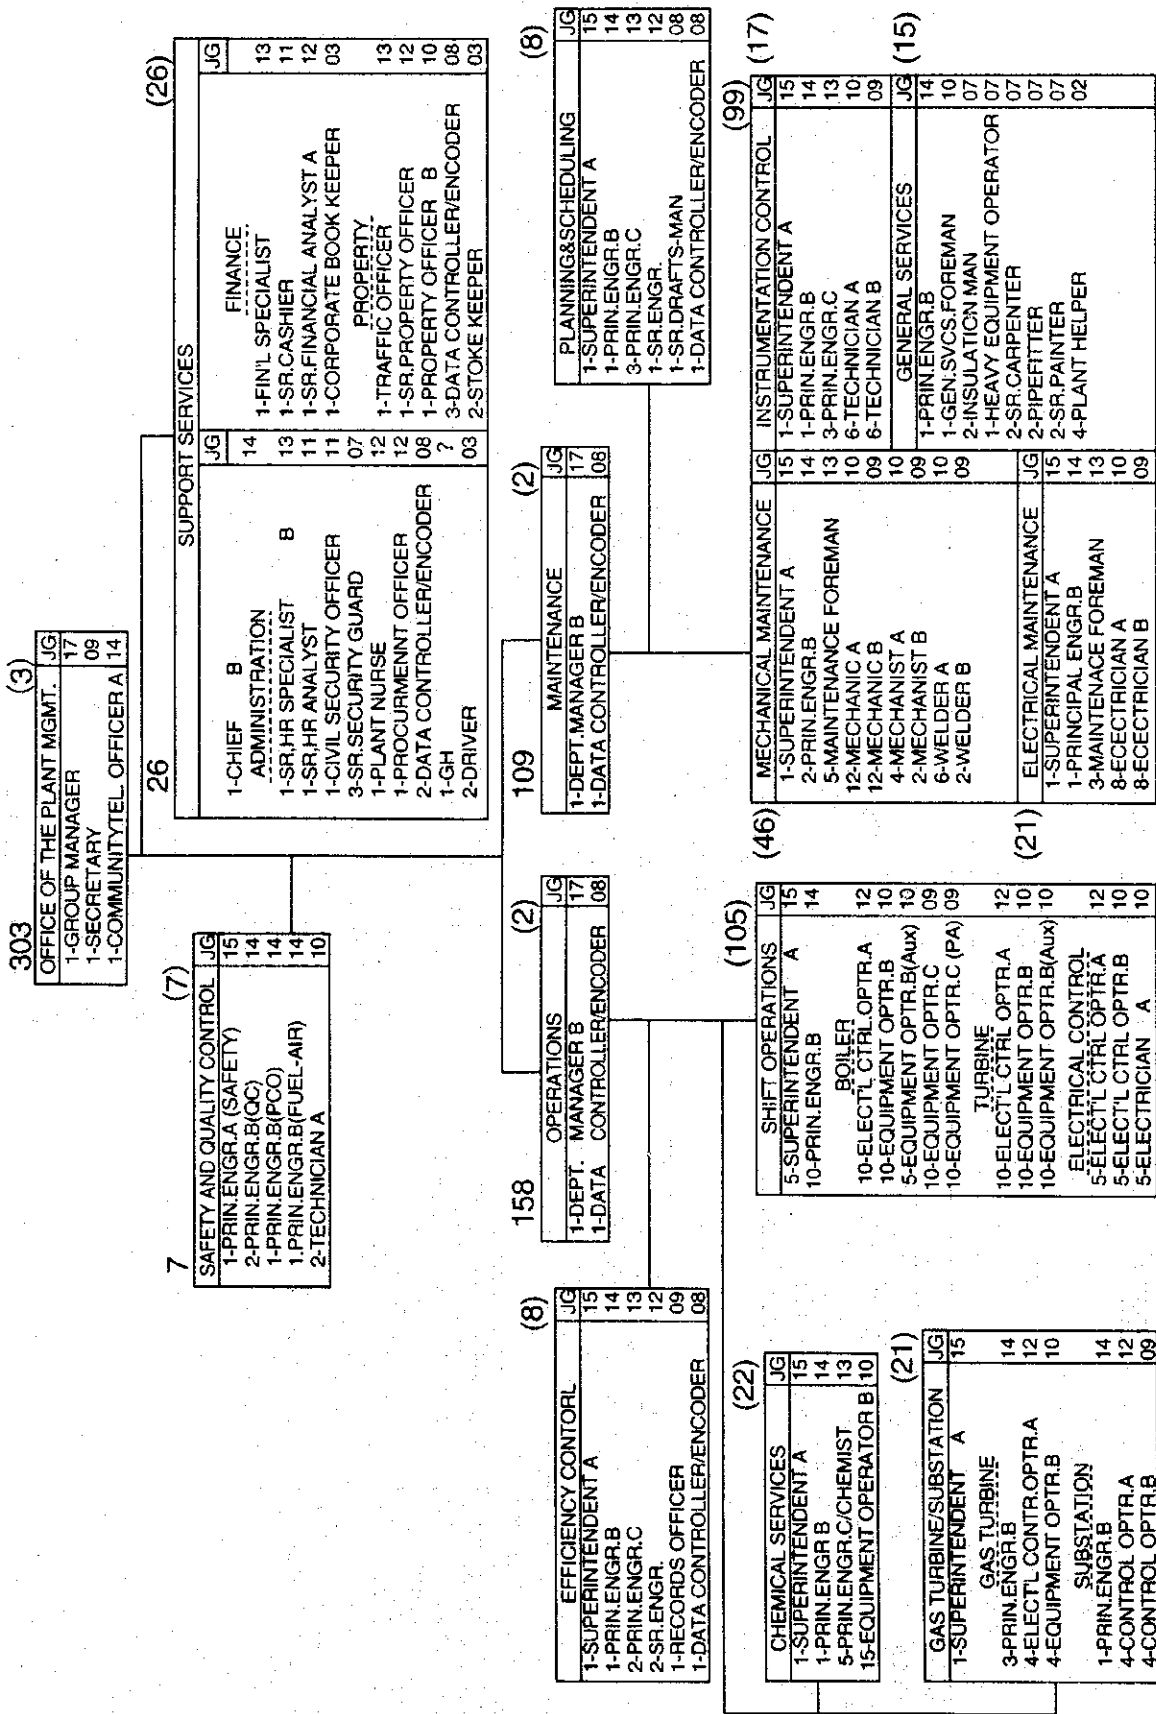 303
OFFICE OF THE PLANT MGMT. JG (3)
1-GROUP MANAGER 17
1-SECRETARY 09
1-COMMUNITYTEL. OFFICER A 14
7
SAFETY AND QUALITY CONTROL JG (7)
1-PRIN.ENGR.A (SAFETY) 15
2-PRIN.ENGR.B(QC) 14
1-PRIN.ENGR.B(PCO) 14
1.PRIN.ENGR.B(FUEL-AIR) 14
2-TECHNICIAN A 10
26
SUPPORT SERVICES (26)
JG
1-CHIEF B 14
ADMINISTRATION
1-SR,HR SPECIALIST B 13
1-SR,HR ANALYST 11
1-CIVIL SECURITY OFFICER 11
3-SR.SECURITY GUARD 07
1-PLANT NURSE 12
1-PROCURMENNT OFFICER 12
2-DATA CONTROLLER/ENCODER 08
1-GH ?
2-DRIVER 03
JG
FINANCE
1-FIN'L SPECIALIST 13
1-SR.CASHIER 11
1-SR.FINANCIAL ANALYST A 12
1-CORPORATE BOOK KEEPER 03
PROPERTY
1-TRAFFIC OFFICER 13
1-SR.PROPERTY OFFICER 12
1-PROPERTY OFFICER B 10
3-DATA CONTROLLER/ENCODER 08
2-STOKE KEEPER 03
158
OPERATIONS JG (2)
1-DEPT. MANAGER B 17
1-DATA CONTROLLER/ENCODER 08
109
MAINTENANCE JG (2)
1-DEPT.MANAGER B 17
1-DATA CONTROLLER/ENCODER 08
EFFICIENCY CONTORL JG (8)
1-SUPERINTENDENT A 15
1-PRIN.ENGR.B 14
2-PRIN.ENGR.C 13
2-SR.ENGR. 12
1-RECORDS OFFICER 09
1-DATA CONTROLLER/ENCODER 08
PLANNING&SCHEDULING JG (8)
1-SUPERINTENDENT A 15
1-PRIN.ENGR.B 14
3-PRIN.ENGR.C 13
1-SR.ENGR. 12
1-SR.DRAFTS-MAN 08
1-DATA CONTROLLER/ENCODER 08
CHEMICAL SERVICES JG (22)
1-SUPERINTENDENT A 15
1-PRIN.ENGR B 14
5-PRIN.ENGR.C/CHEMIST 13
15-EQUIPMENT OPERATOR B 10
GAS TURBINE/SUBSTATION JG (21)
1-SUPERINTENDENT A 15
GAS TURBINE
3-PRIN.ENGR.B 14
4-ELECT'L CONTR.OPTR.A 12
4-EQUIPMENT OPTR.B 10
SUBSTATION
1-PRIN.ENGR.B 14
4-CONTROL OPTR.A 12
4-CONTROL OPTR.B 09
SHIFT OPERATIONS JG (105)
5-SUPERINTENDENT A 15
10-PRIN.ENGR.B 14
BOILER
10-ELECT'L CTRL.OPTR.A 12
10-EQUIPMENT OPTR.B 10
5-EQUIPMENT OPTR.B(Aux) 10
10-EQUIPMENT OPTR.C 09
10-EQUIPMENT OPTR.C (PA) 09
TURBINE
10-ELECT'L CTRL OPTR.A 12
10-EQUIPMENT OPTR.B 10
10-EQUIPMENT OPTR.B(Aux) 10
ELECTRICAL CONTROL
5-ELECT'L CTRL OPTR.A 12
5-ELECT'L CTRL OPTR.B 10
5-ELECTRICIAN A 10
(99)
(46)
MECHANICAL MAINTENANCE JG
1-SUPERINTENDENT A 15
2-PRIN.ENGR.B 14
5-MAINTENANCE FOREMAN 13
12-MECHANIC A 10
12-MECHANIC B 09
4-MECHANIST A 10
2-MECHANIST B 09
6-WELDER A 10
2-WELDER B 09
(21)
ELECTRICAL MAINTENANCE JG
1-SUPERINTENDENT A 15
1-PRINCIPAL ENGR.B 14
3-MAINTENACE FOREMAN 13
8-ECECTRICIAN A 10
8-ECECTRICIAN B 09
INSTRUMENTATION CONTROL JG (17)
1-SUPERINTENDENT A 15
1-PRIN.ENGR.B 14
3-PRIN.ENGR.C 13
6-TECHNICIAN A 10
6-TECHNICIAN B 09
GENERAL SERVICES JG (15)
1-PRIN.ENGR.B 14
1-GEN.SVCS.FOREMAN 10
2-INSULATION MAN 07
1-HEAVY EQUIPMENT OPERATOR 07
2-SR.CARPENTER 07
2-PIPEFITTER 07
2-SR.PAINTER 07
4-PLANT HELPER 02